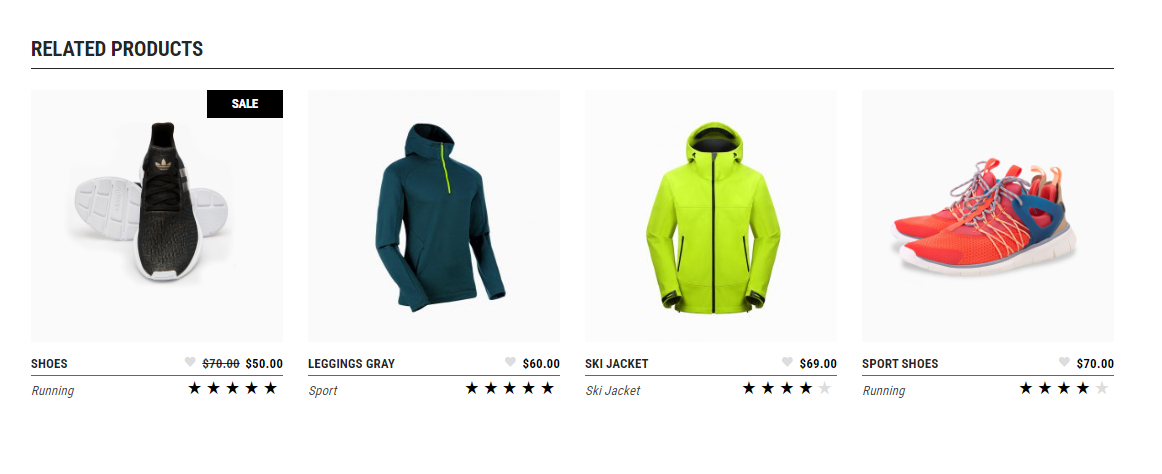 RELATED PRODUCTS
SALE
SHOES $70.00 $50.00
Running ★★★★★
LEGGINGS GRAY $60.00
Sport ★★★★★
SKI JACKET $69.00
Ski Jacket ★★★★★
SPORT SHOES $70.00
Running ★★★★★